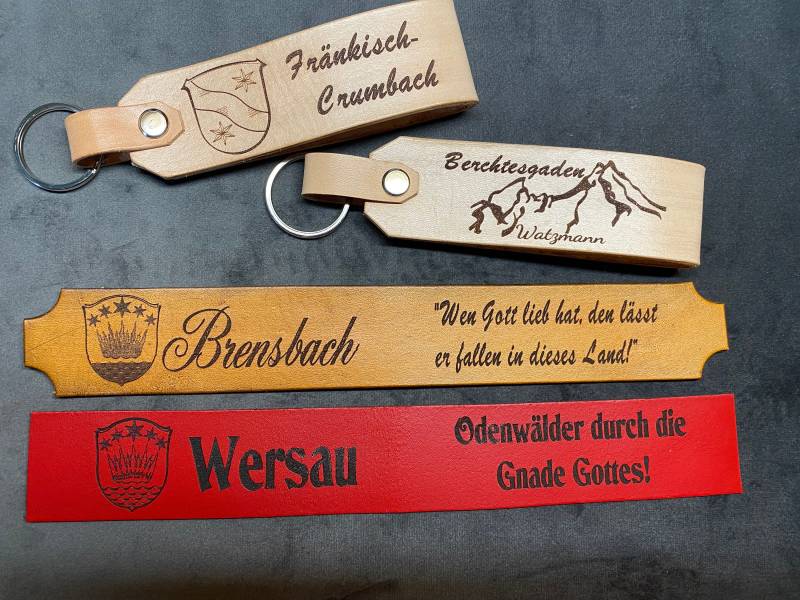 Fränkisch-
Crumbach
Berchtesgaden
Watzmann
Brensbach
"Wen Gott lieb hat, den lässt
er fallen in dieses Land!"
Wersau
Odenwälder durch die
Gnade Gottes!